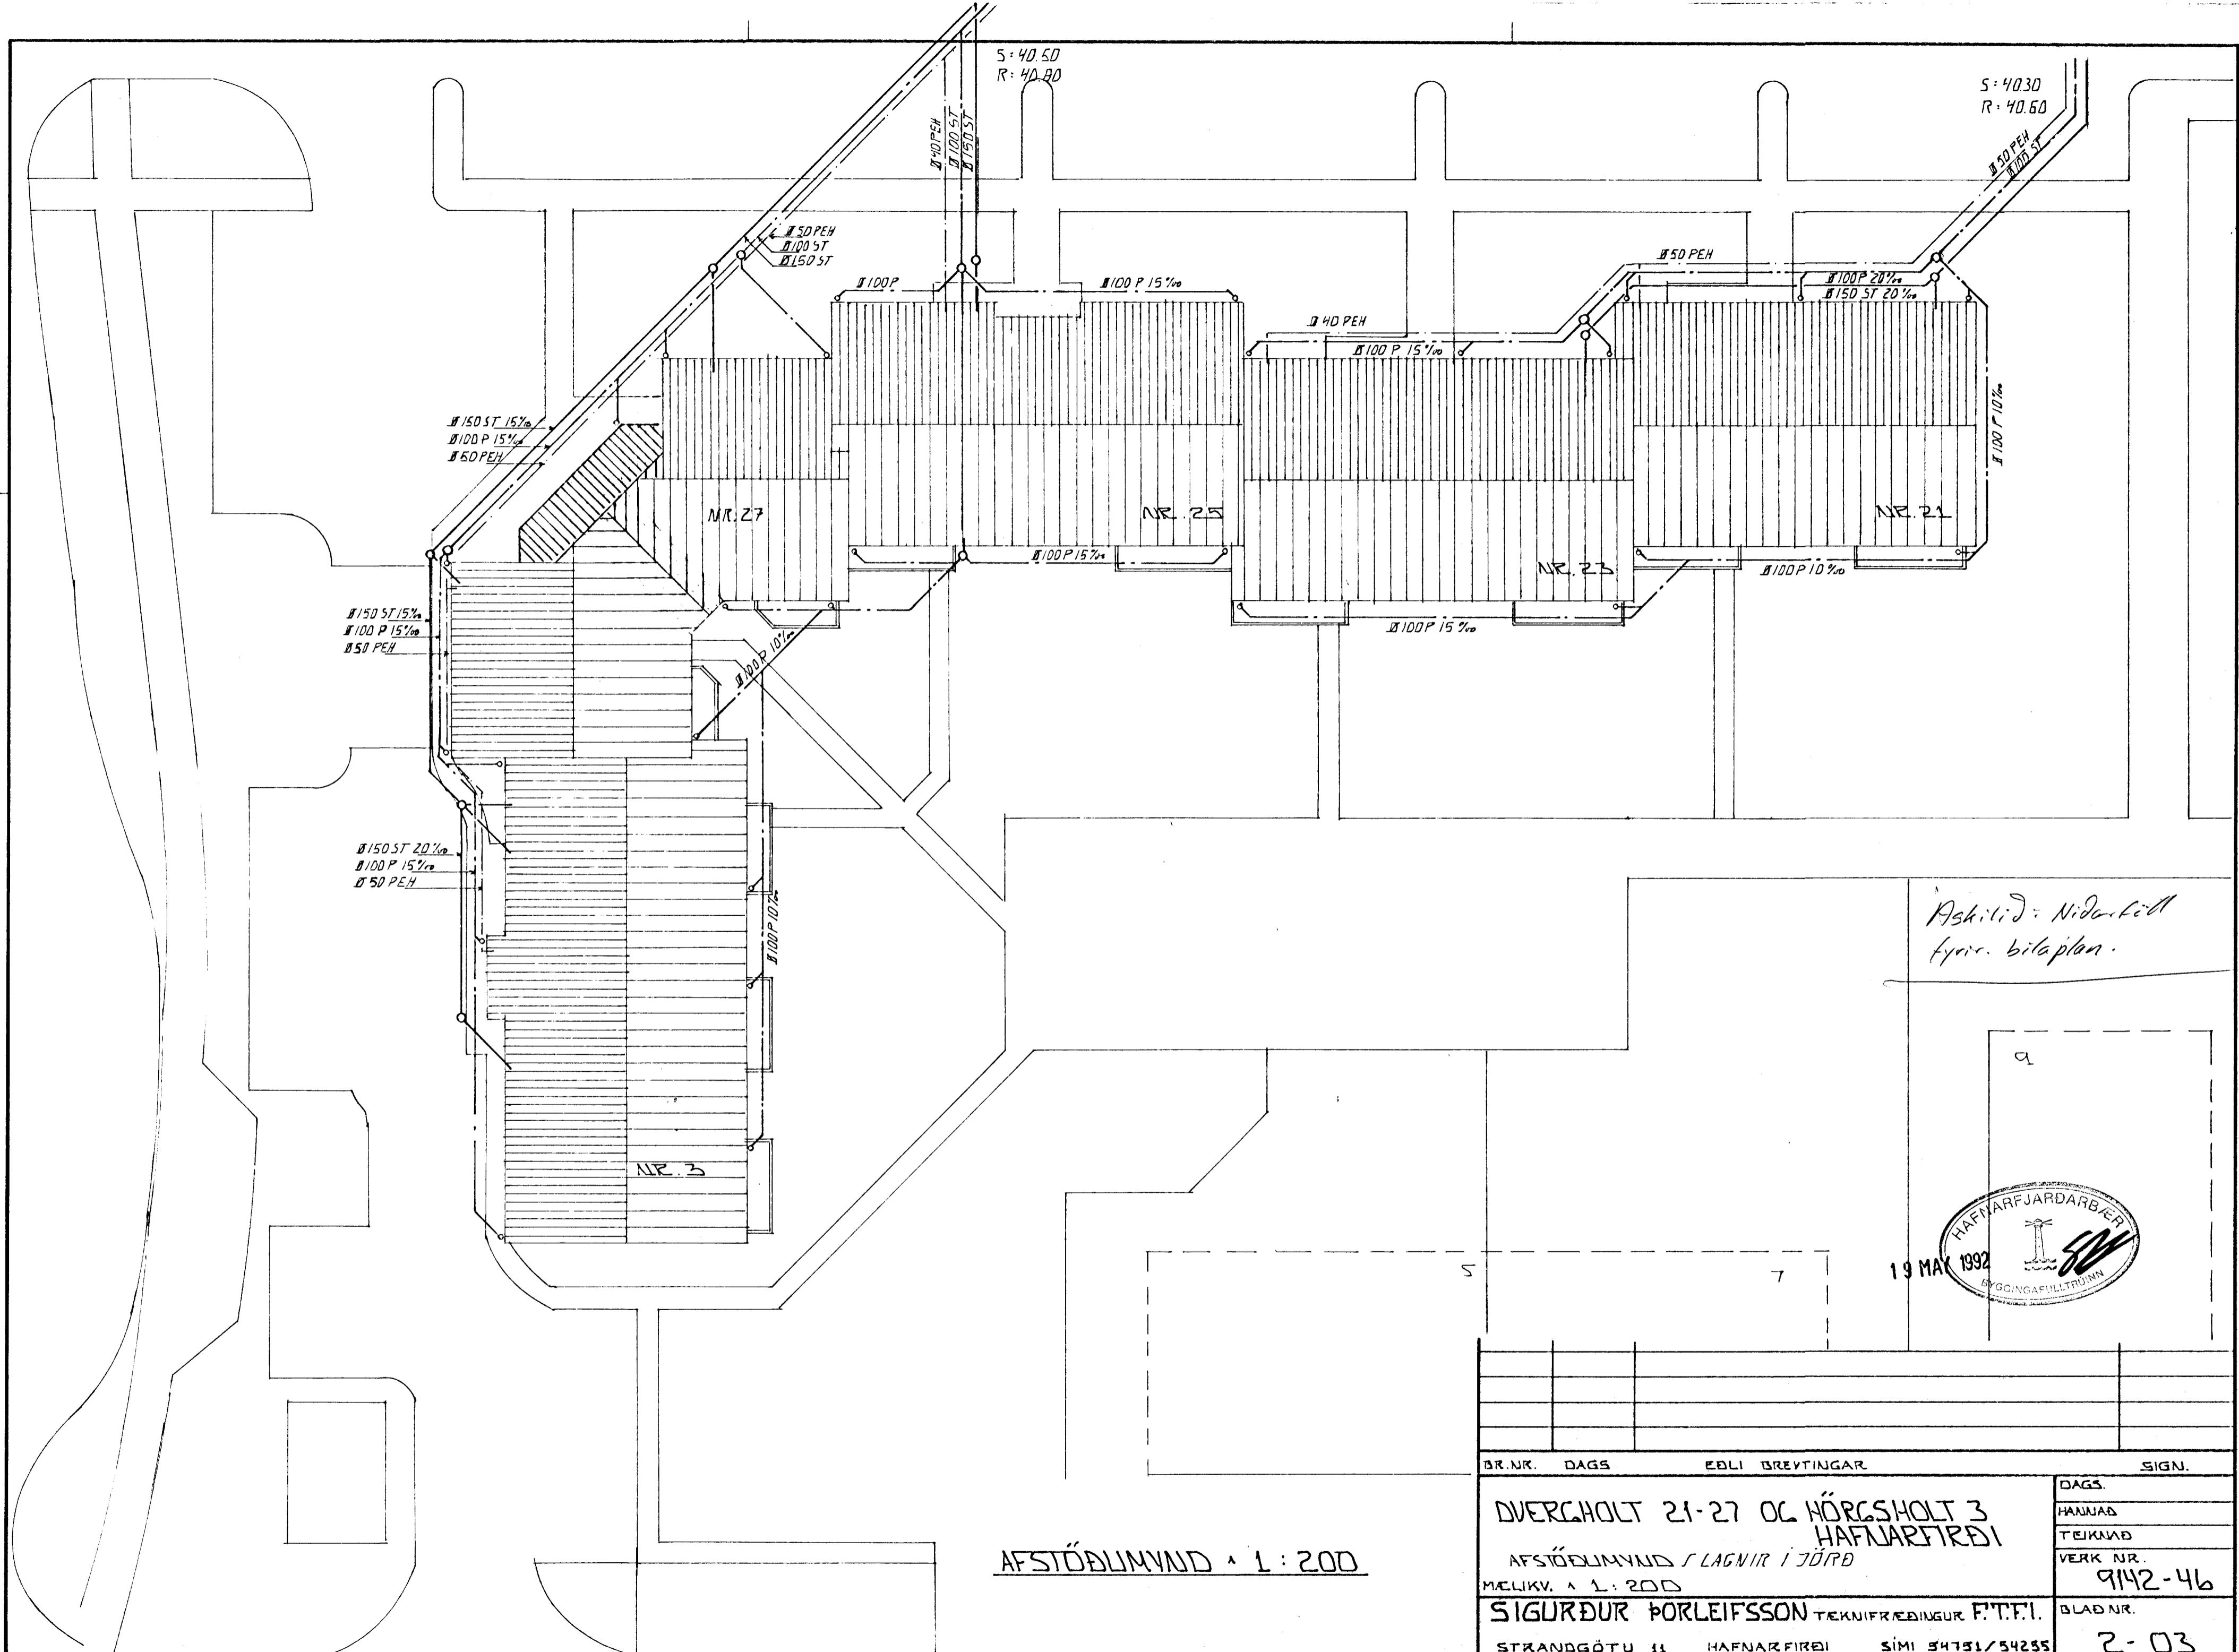 S: 40.50
R: 40.80
S: 40.30
R: 40.60
Ø 40 PEH
Ø 100 ST
Ø 150 ST
Ø 50 PEH
Ø 100 ST
Ø 50 PEH
Ø 100 ST
Ø 150 ST
Ø 50 PEH
Ø 100 P
Ø 100 P 15‰
Ø 100 P 20‰
Ø 150 ST 20‰
Ø 40 PEH
Ø 100 P 15‰
Ø 100 P 10‰
Ø 150 ST 15‰
Ø 100 P 15‰
Ø 50 PEH
NR. 27
NR. 25
NR. 21
NR. 23
Ø 100 P 15‰
Ø 100 P 10‰
Ø 100 P 15‰
Ø 150 ST 15‰
Ø 100 P 15‰
Ø 50 PEH
Ø 100 P 10‰
Ø 150 ST 20‰
Ø 100 P 15‰
Ø 50 PEH
Ø 100 P 10‰
Áskilið: Niðurföll
fyrir bílaplan.
9
NR. 3
HAFNARFJARÐARBÆR
19 MAY 1992
BYGGINGAFULLTRÚINN
5
7
BR.NR. DAGS EÐLI BREYTINGAR SIGN.
DVERGHOLT 21-27 OG HÖRGSHOLT 3
HAFNARFIRÐI
AFSTÖÐUMYND / LAGNIR Í JÖRÐ
MÆLIKV. 1:200
DAGS.
HANNAÐ
TEIKNAÐ
VERK NR.
9142-46
AFSTÖÐUMYND 1:200
SIGURÐUR ÞORLEIFSSON TÆKNIFRÆÐINGUR F.T.F.I.
STRANDGÖTU 11 HAFNARFIRÐI SÍMI 54751/54255
BLAÐ NR.
2-03